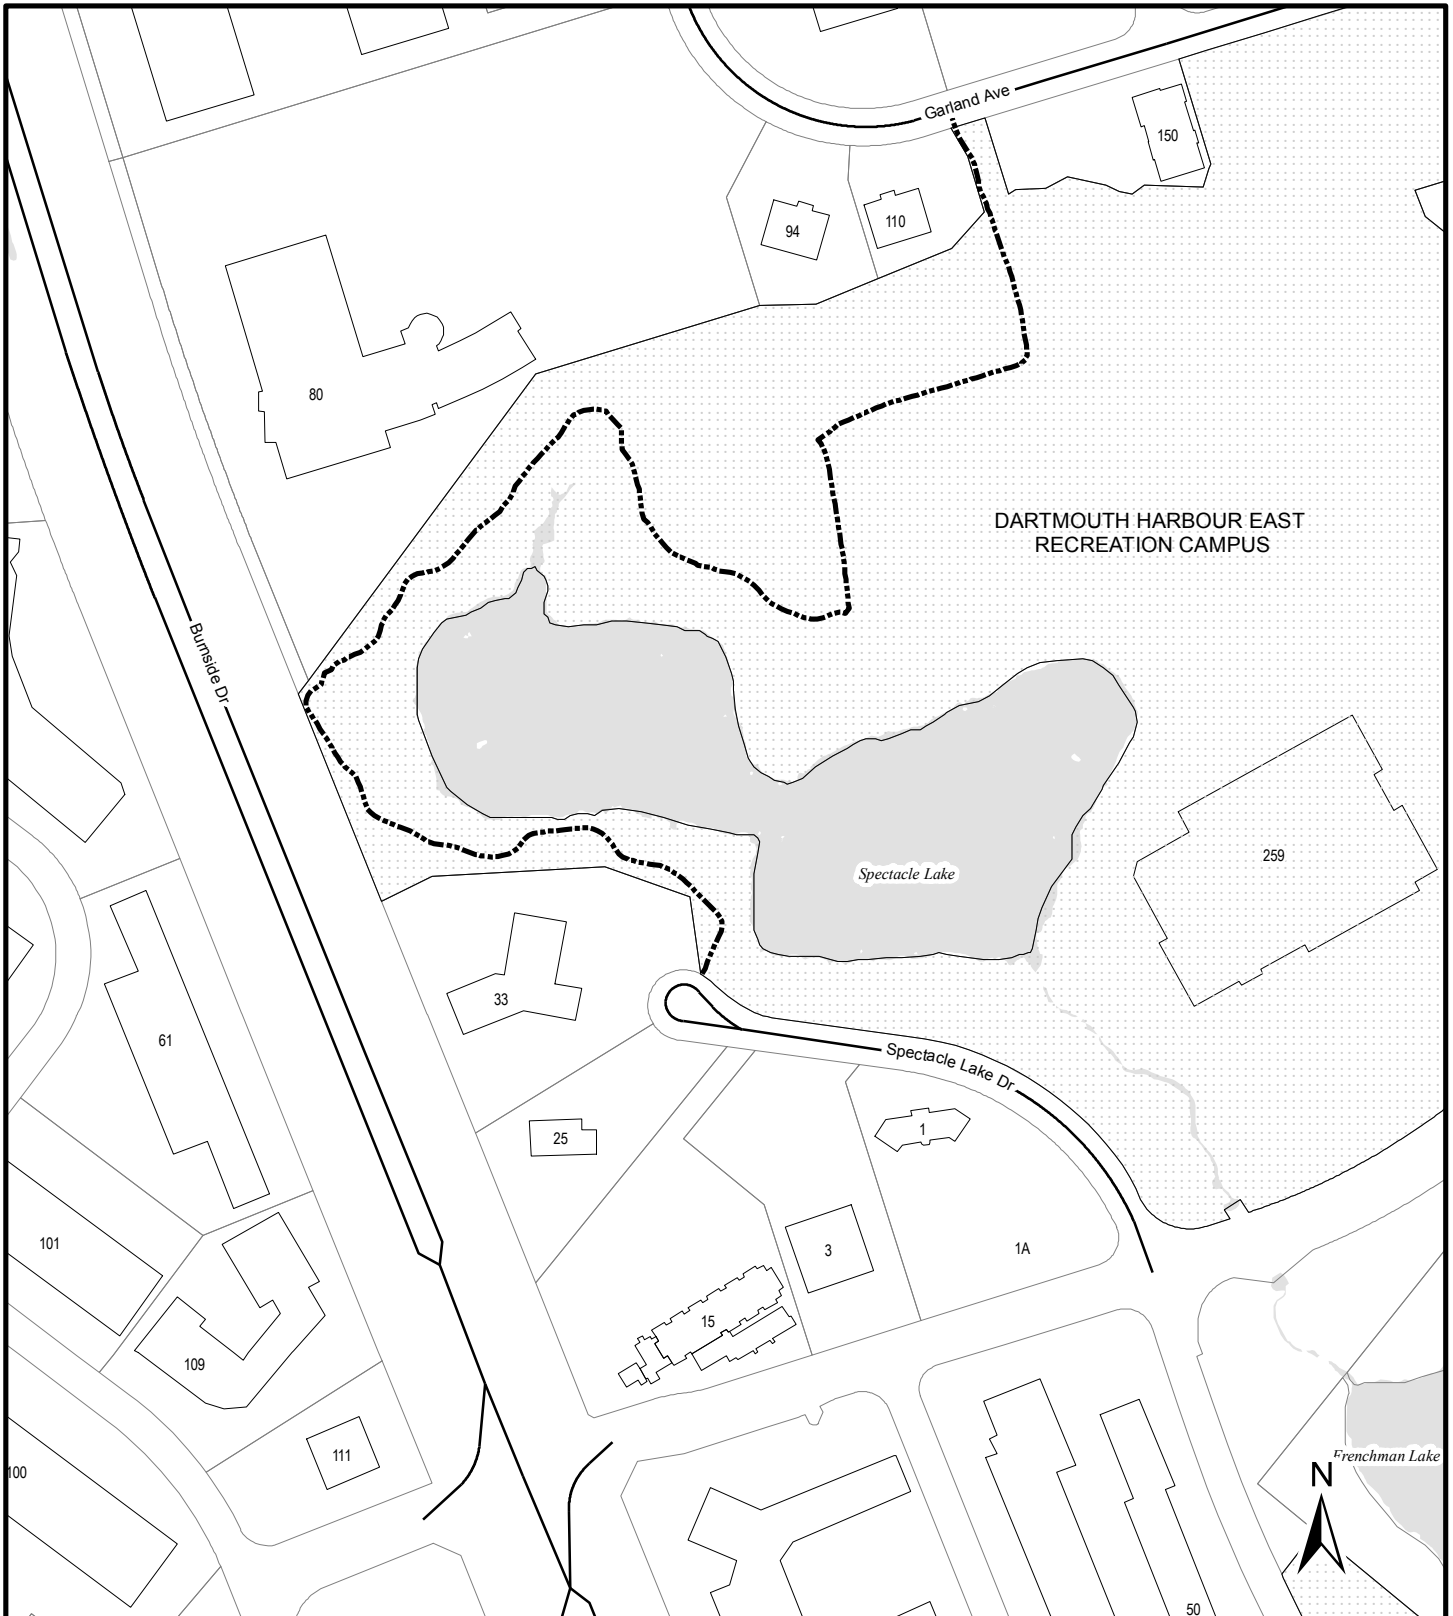 Garland Ave
150
94
110
80
DARTMOUTH HARBOUR EAST
RECREATION CAMPUS
Burnside Dr
259
Spectacle Lake
33
61
Spectacle Lake Dr
25
1
101
3
1A
15
109
111
Frenchman Lake
100
N
50